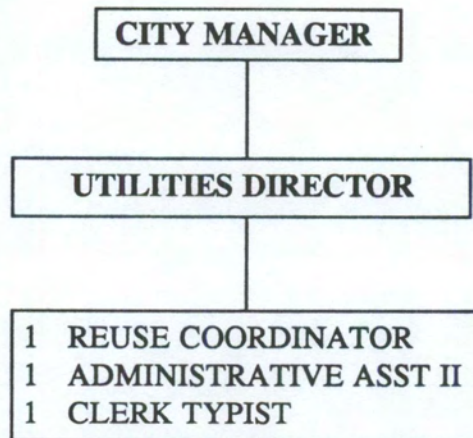 CITY MANAGER
UTILITIES DIRECTOR
1 REUSE COORDINATOR
1 ADMINISTRATIVE ASST II
1 CLERK TYPIST